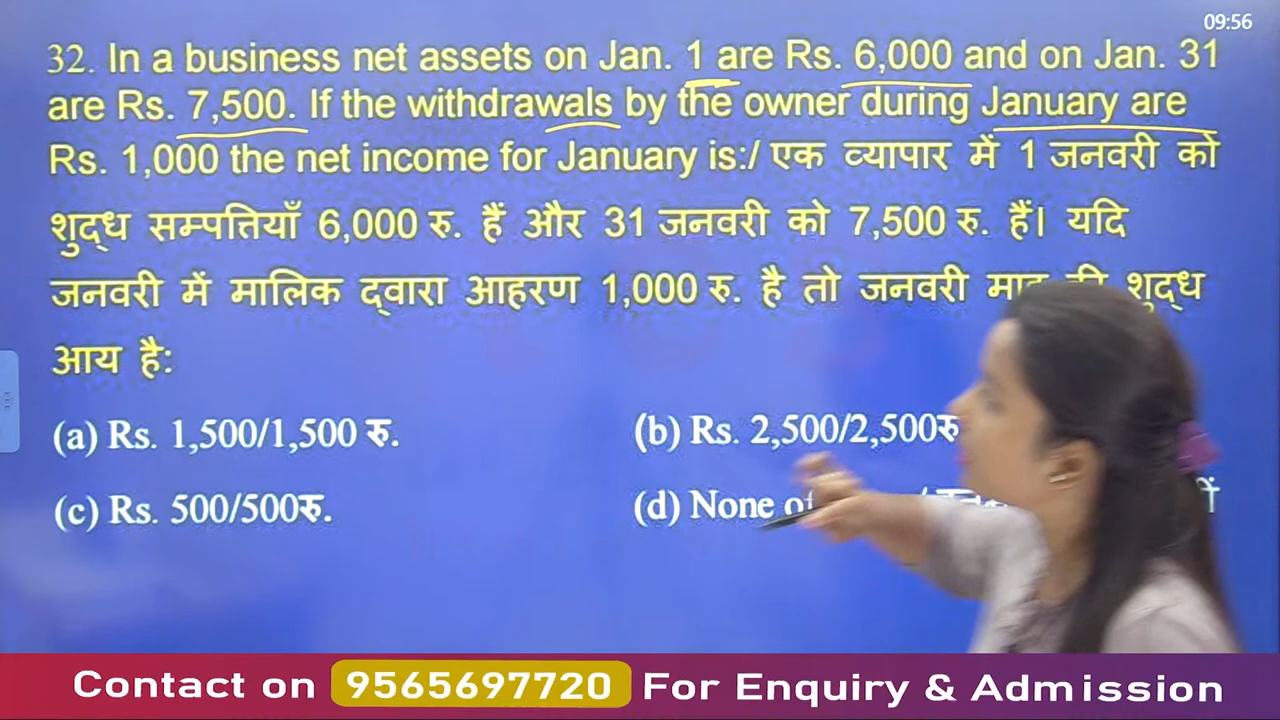 09:56
32. In a business net assets on Jan. 1 are Rs. 6,000 and on Jan. 31
are Rs. 7,500. If the withdrawals by the owner during January are
Rs. 1,000 the net income for January is:/ एक व्यापार में 1 जनवरी को
शुद्ध सम्पत्तियाँ 6,000 रु. हैं और 31 जनवरी को 7,500 रु. हैं। यदि
जनवरी में मालिक द्वारा आहरण 1,000 रु. है तो जनवरी की शुद्ध
आय है:
(a) Rs. 1,500/1,500 रु. (b) Rs. 2,500/2,500रु
(c) Rs. 500/500रु. (d) None of
Contact on 9565697720 For Enquiry & Admission